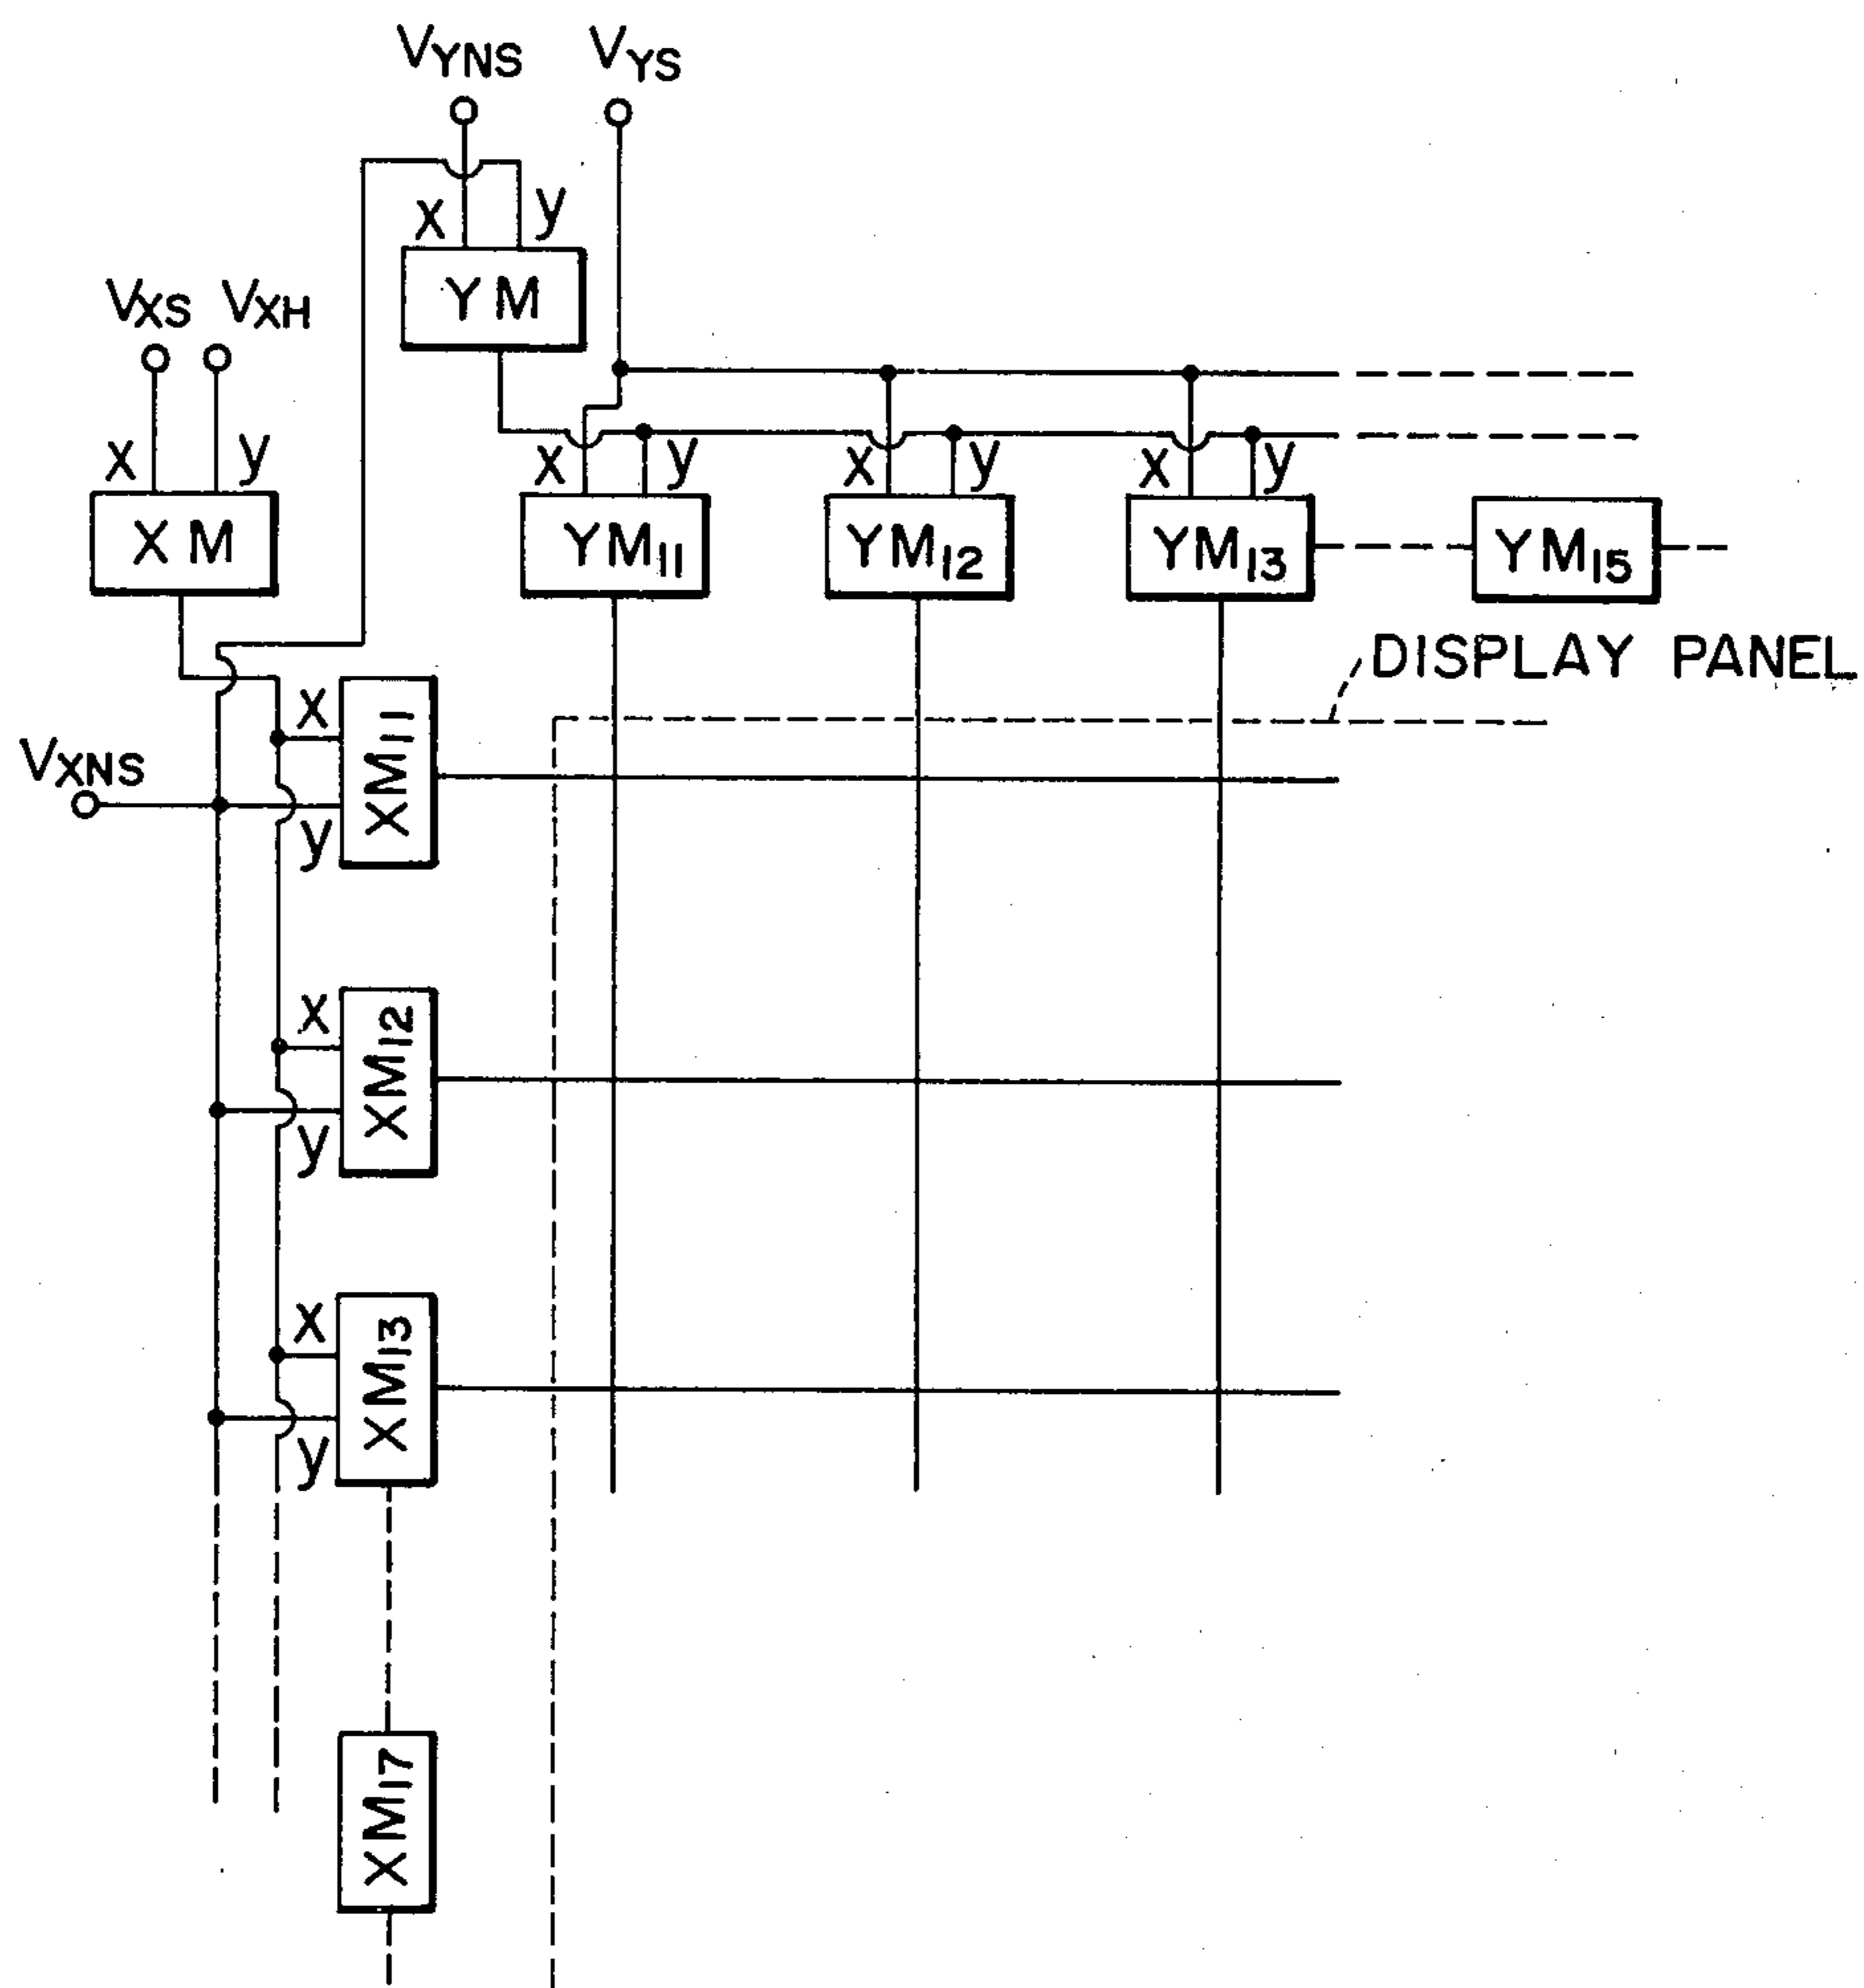 VYNS VYS
x y
YM
VXS VXH
x y x y x y x y
XM YM11 YM12 YM13 YM15
DISPLAY PANEL
x
XM11
VXNS
y
x
XM12
y
x
XM13
y
XM17